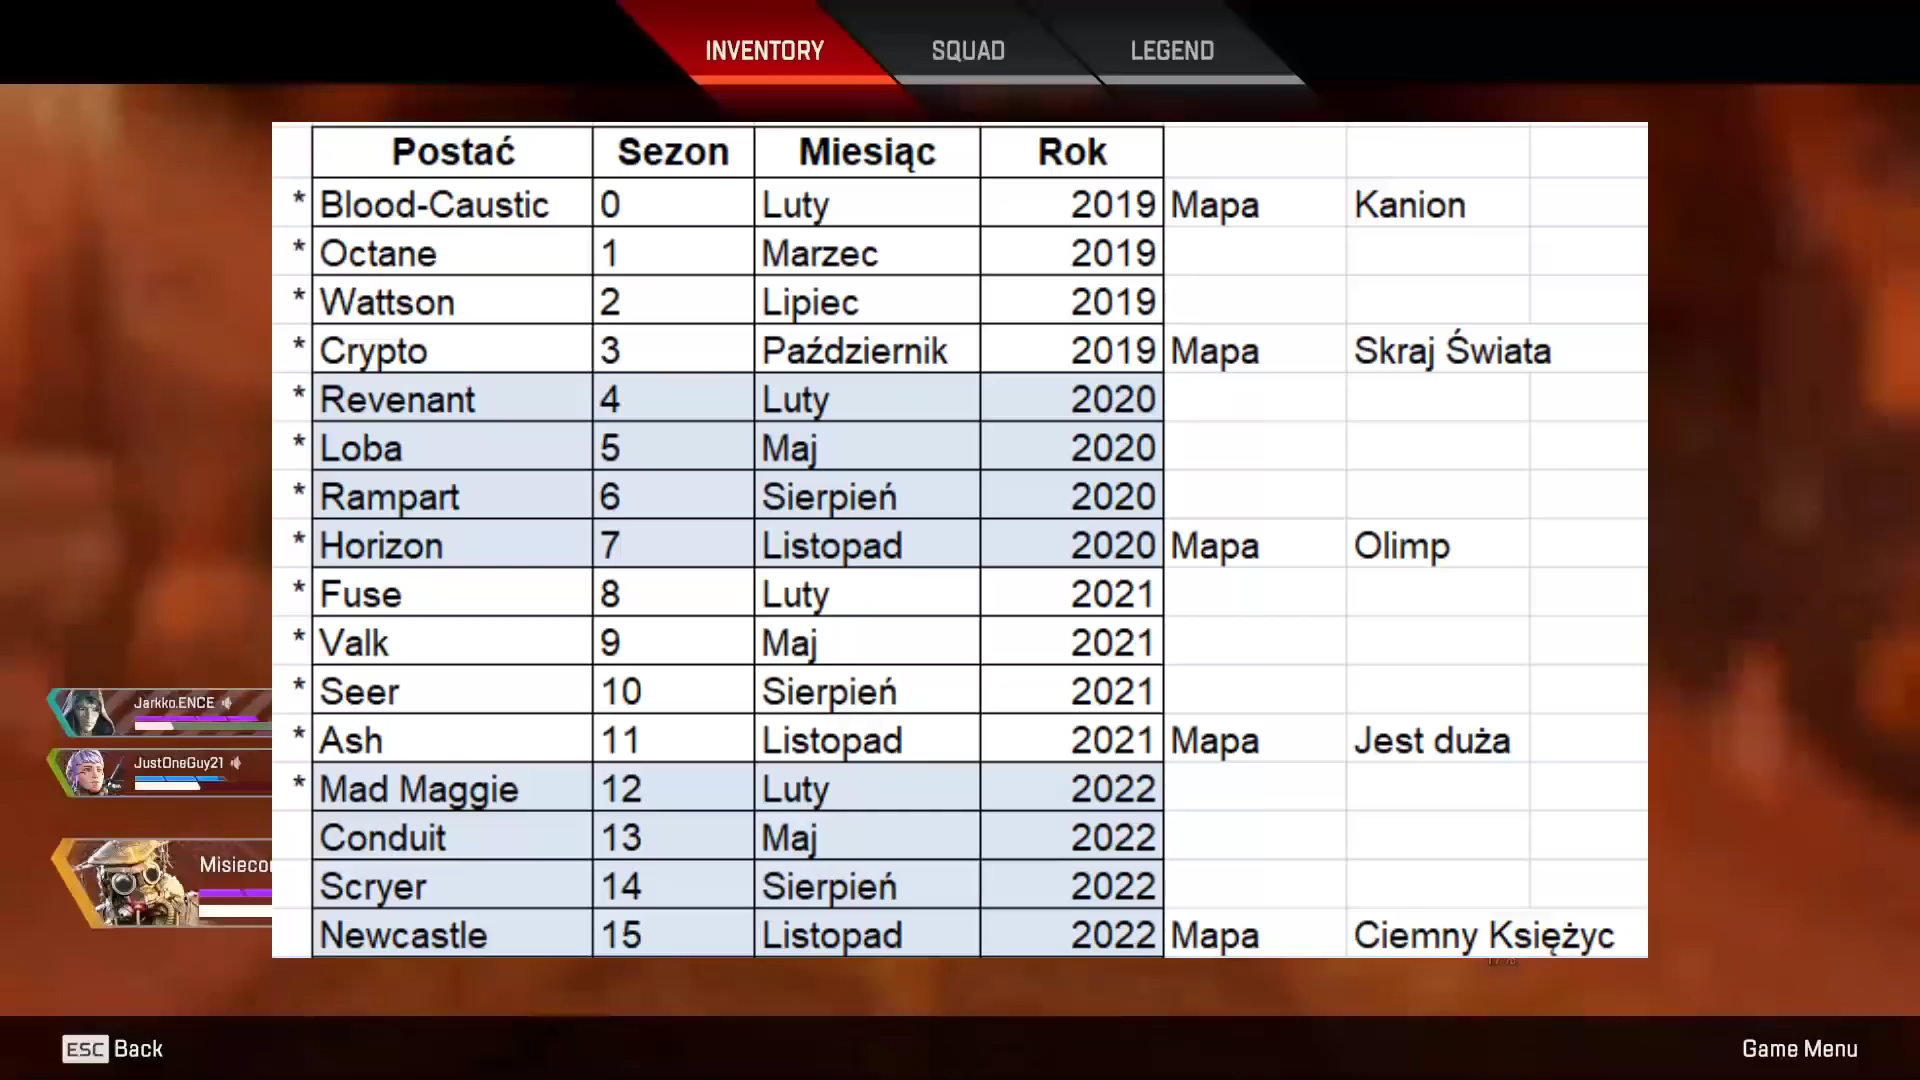 INVENTORY SQUAD LEGEND
Postać Sezon Miesiąc Rok
* Blood-Caustic 0 Luty 2019 Mapa Kanion
* Octane 1 Marzec 2019
* Wattson 2 Lipiec 2019
* Crypto 3 Październik 2019 Mapa Skraj Świata
* Revenant 4 Luty 2020
* Loba 5 Maj 2020
* Rampart 6 Sierpień 2020
* Horizon 7 Listopad 2020 Mapa Olimp
* Fuse 8 Luty 2021
* Valk 9 Maj 2021
* Seer 10 Sierpień 2021
* Ash 11 Listopad 2021 Mapa Jest duża
* Mad Maggie 12 Luty 2022
Conduit 13 Maj 2022
Scryer 14 Sierpień 2022
Newcastle 15 Listopad 2022 Mapa Ciemny Księżyc
Jarkko.ENCE
JustOneGuy21
Misiecor
ESC Back
Game Menu